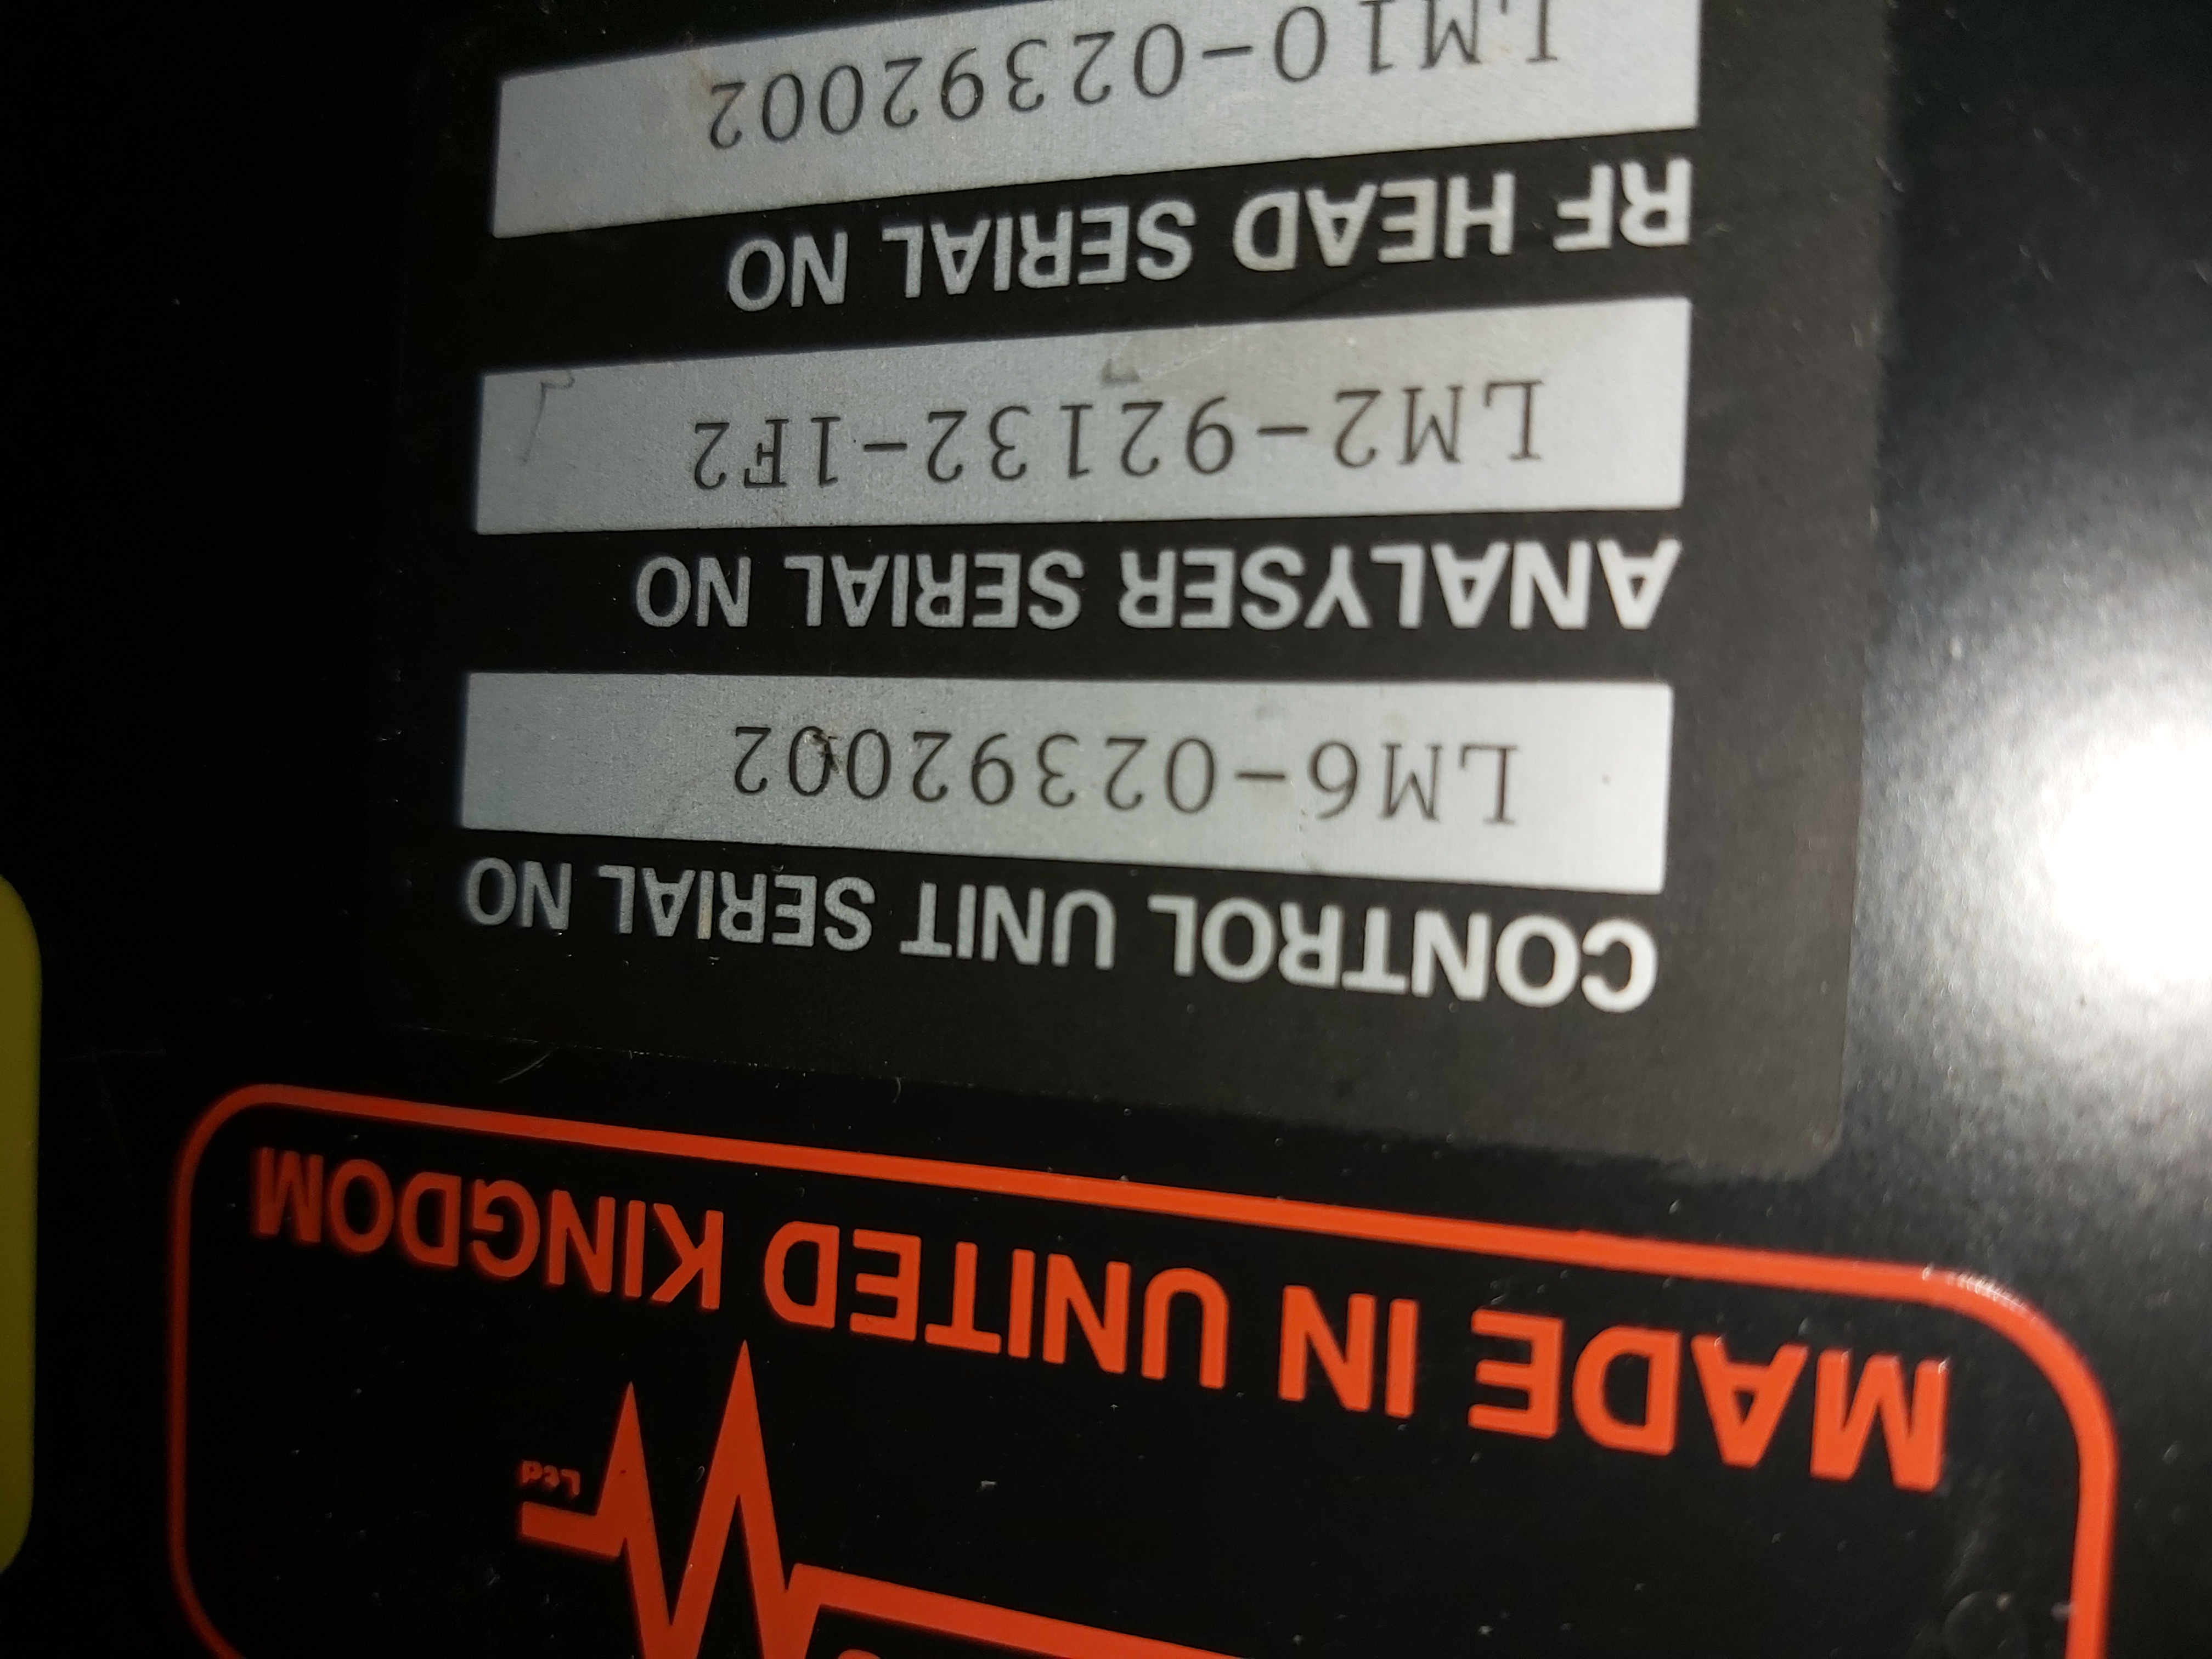 Ltd
MADE IN UNITED KINGDOM
CONTROL UNIT SERIAL NO
LM6-02392002
ANALYSER SERIAL NO
LM2-92132-1F2
RF HEAD SERIAL NO
LM10-02392002